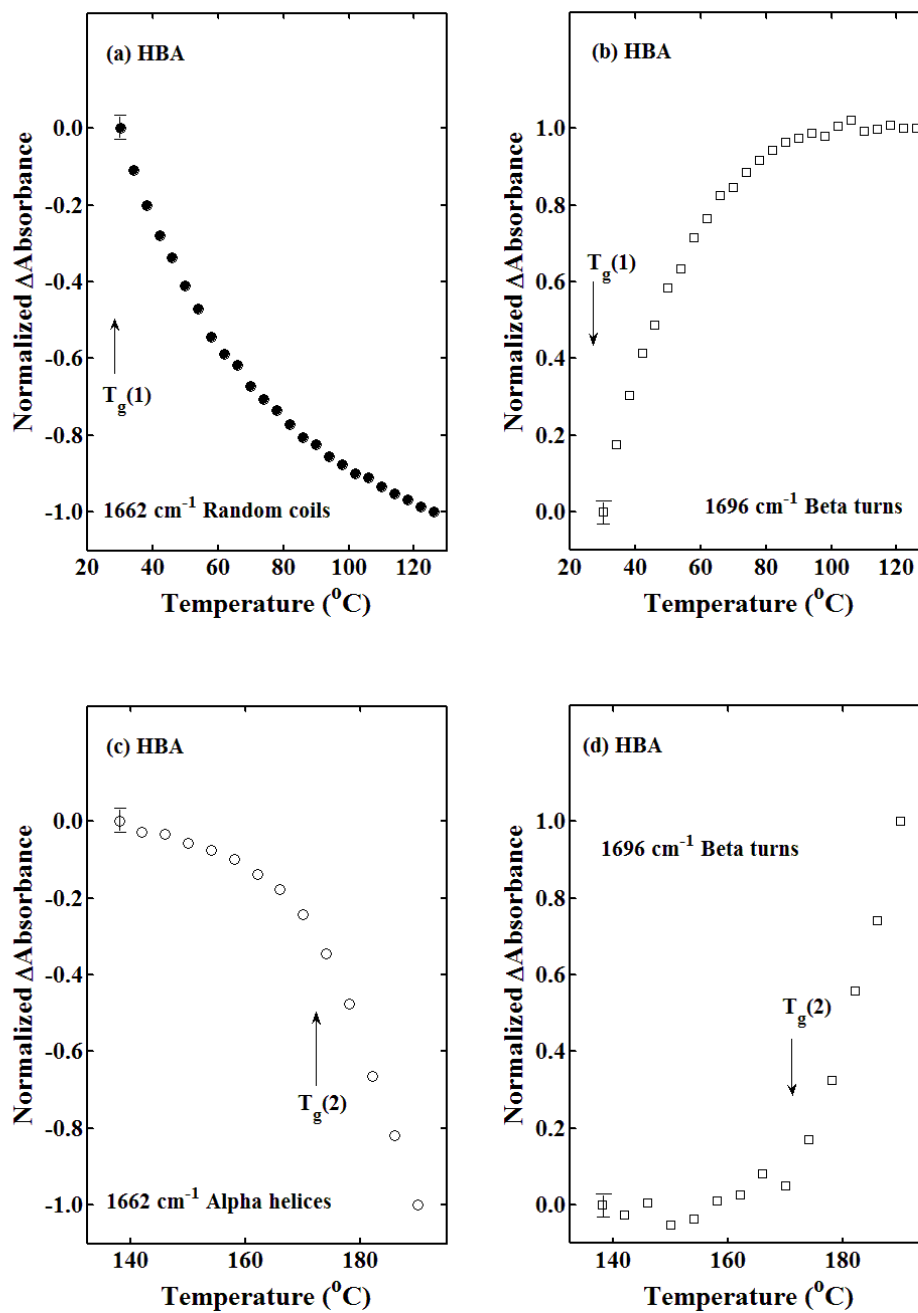 (a) HBA
Normalized ΔAbsorbance
0.0
-0.2
-0.4
-0.6
-0.8
-1.0
T_g(1)
1662 cm⁻¹ Random coils
20 40 60 80 100 120
Temperature (⁰C)
(b) HBA
Normalized ΔAbsorbance
1.0
0.8
0.6
0.4
0.2
0.0
T_g(1)
1696 cm⁻¹ Beta turns
20 40 60 80 100 120
Temperature (⁰C)
(c) HBA
Normalized ΔAbsorbance
0.0
-0.2
-0.4
-0.6
-0.8
-1.0
T_g(2)
1662 cm⁻¹ Alpha helices
140 160 180
Temperature (⁰C)
(d) HBA
Normalized ΔAbsorbance
1.0
0.8
0.6
0.4
0.2
0.0
1696 cm⁻¹ Beta turns
T_g(2)
140 160 180
Temperature (⁰C)